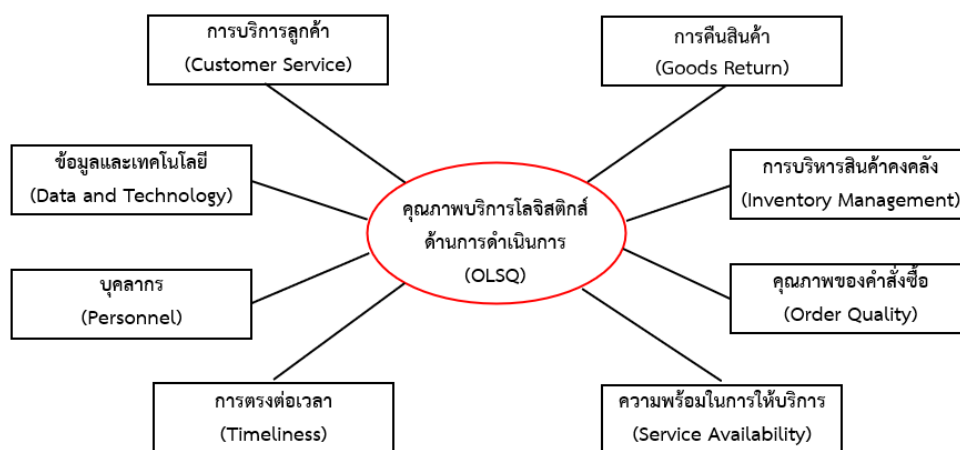 การบริการลูกค้า
(Customer Service)
การคืนสินค้า
(Goods Return)
ข้อมูลและเทคโนโลยี
(Data and Technology)
การบริหารสินค้าคงคลัง
(Inventory Management)
คุณภาพบริการโลจิสติกส์
ด้านการดำเนินการ
(OLSQ)
บุคลากร
(Personnel)
คุณภาพของคำสั่งซื้อ
(Order Quality)
การตรงต่อเวลา
(Timeliness)
ความพร้อมในการให้บริการ
(Service Availability)